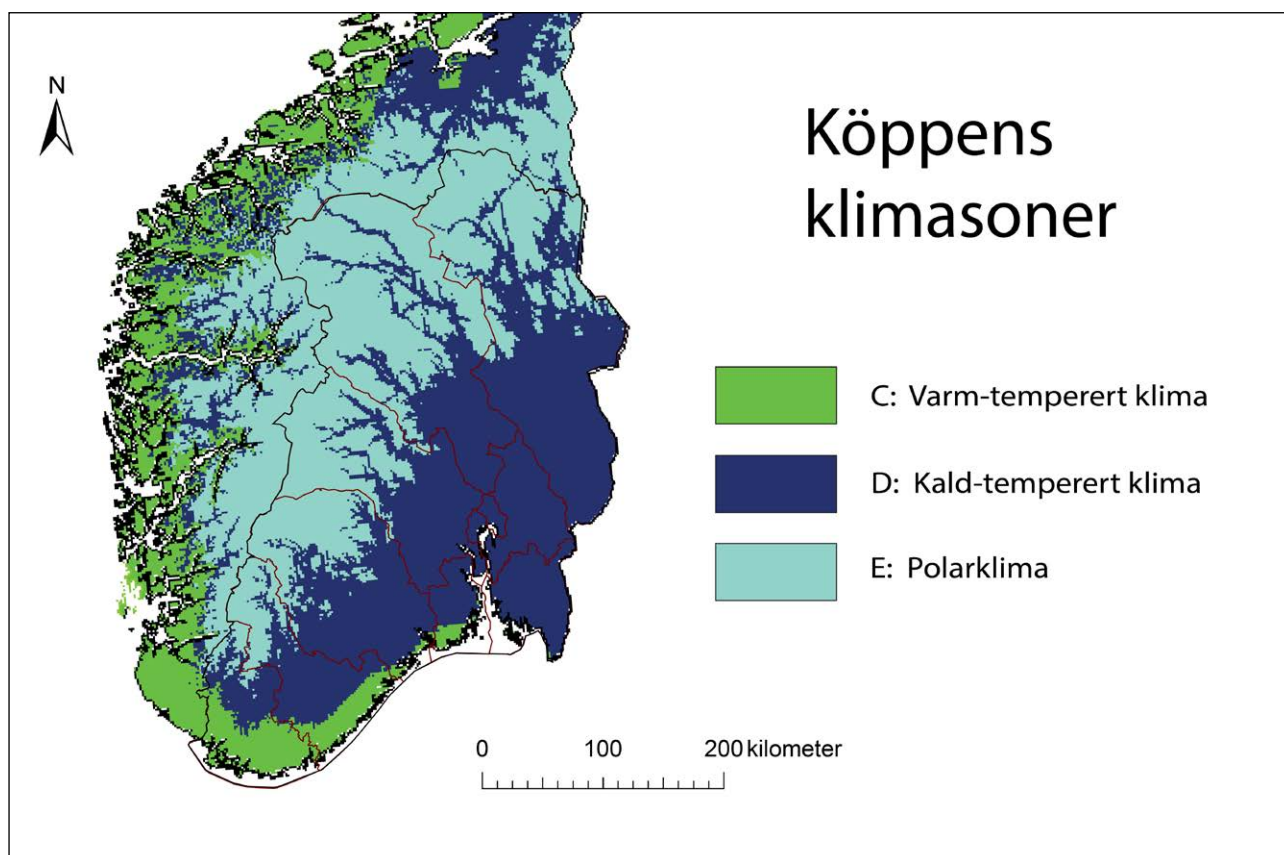 N
Köppens
klimasoner
C: Varm-temperert klima
D: Kald-temperert klima
E: Polarklima
0 100 200 kilometer